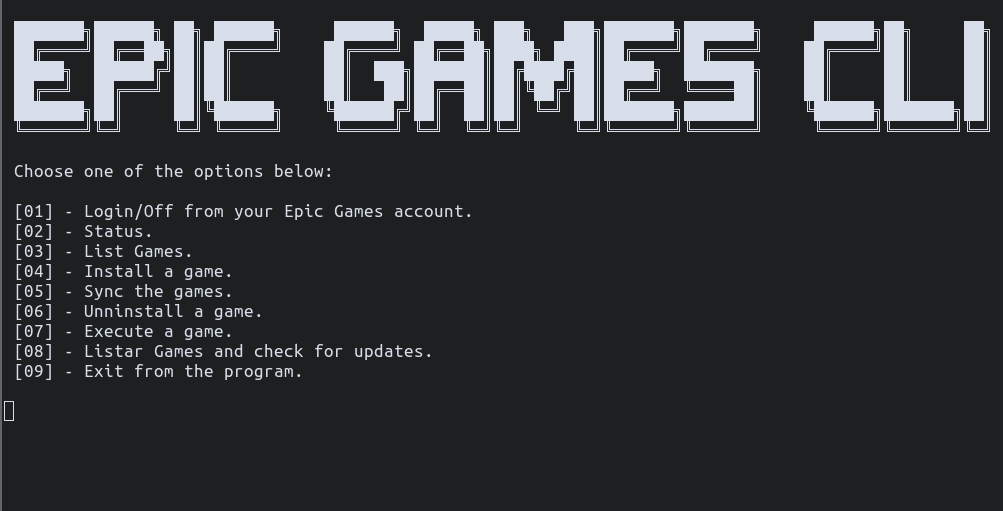 EPIC GAMES CLI
Choose one of the options below:
[01] - Login/Off from your Epic Games account.
[02] - Status.
[03] - List Games.
[04] - Install a game.
[05] - Sync the games.
[06] - Unninstall a game.
[07] - Execute a game.
[08] - Listar Games and check for updates.
[09] - Exit from the program.